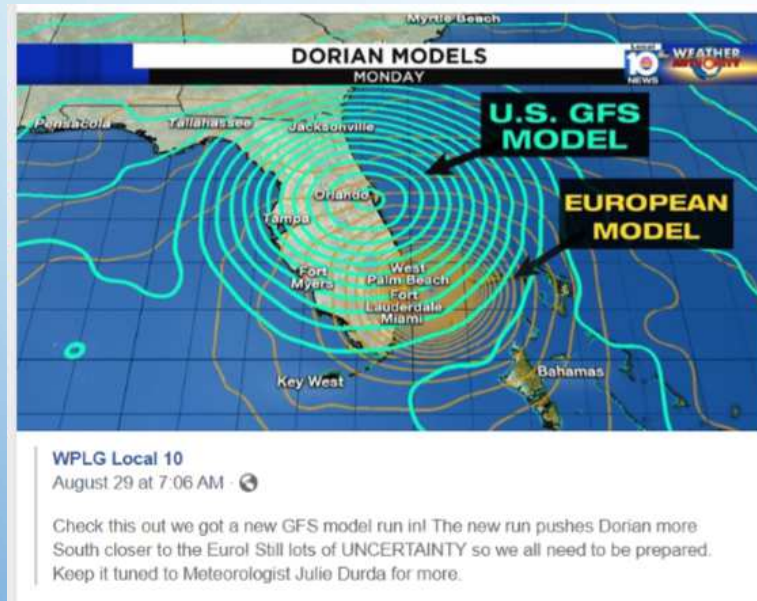 Myrtle Beach
DORIAN MODELS
MONDAY
Local
10
NEWS
WEATHER
AUTHORITY
Pensacola
Tallahassee
Jacksonville
U.S. GFS
MODEL
Orlando
Tampa
EUROPEAN
MODEL
Fort
Myers
West
Palm Beach
Fort
Lauderdale
Miami
Key West
Bahamas
WPLG Local 10
August 29 at 7:06 AM ·
Check this out we got a new GFS model run in! The new run pushes Dorian more
South closer to the Euro! Still lots of UNCERTAINTY so we all need to be prepared.
Keep it tuned to Meteorologist Julie Durda for more.